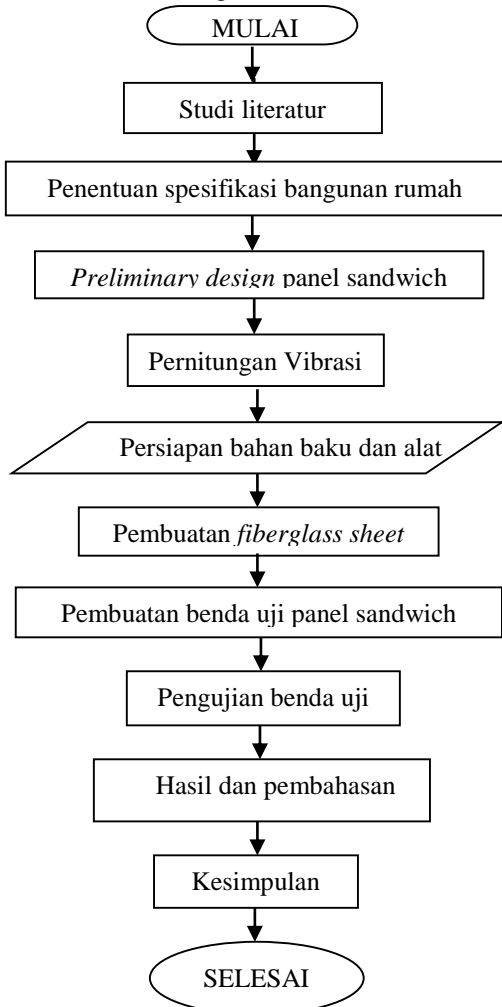 MULAI
Studi literatur
Penentuan spesifikasi bangunan rumah
Preliminary design panel sandwich
Pernitungan Vibrasi
Persiapan bahan baku dan alat
Pembuatan fiberglass sheet
Pembuatan benda uji panel sandwich
Pengujian benda uji
Hasil dan pembahasan
Kesimpulan
SELESAI